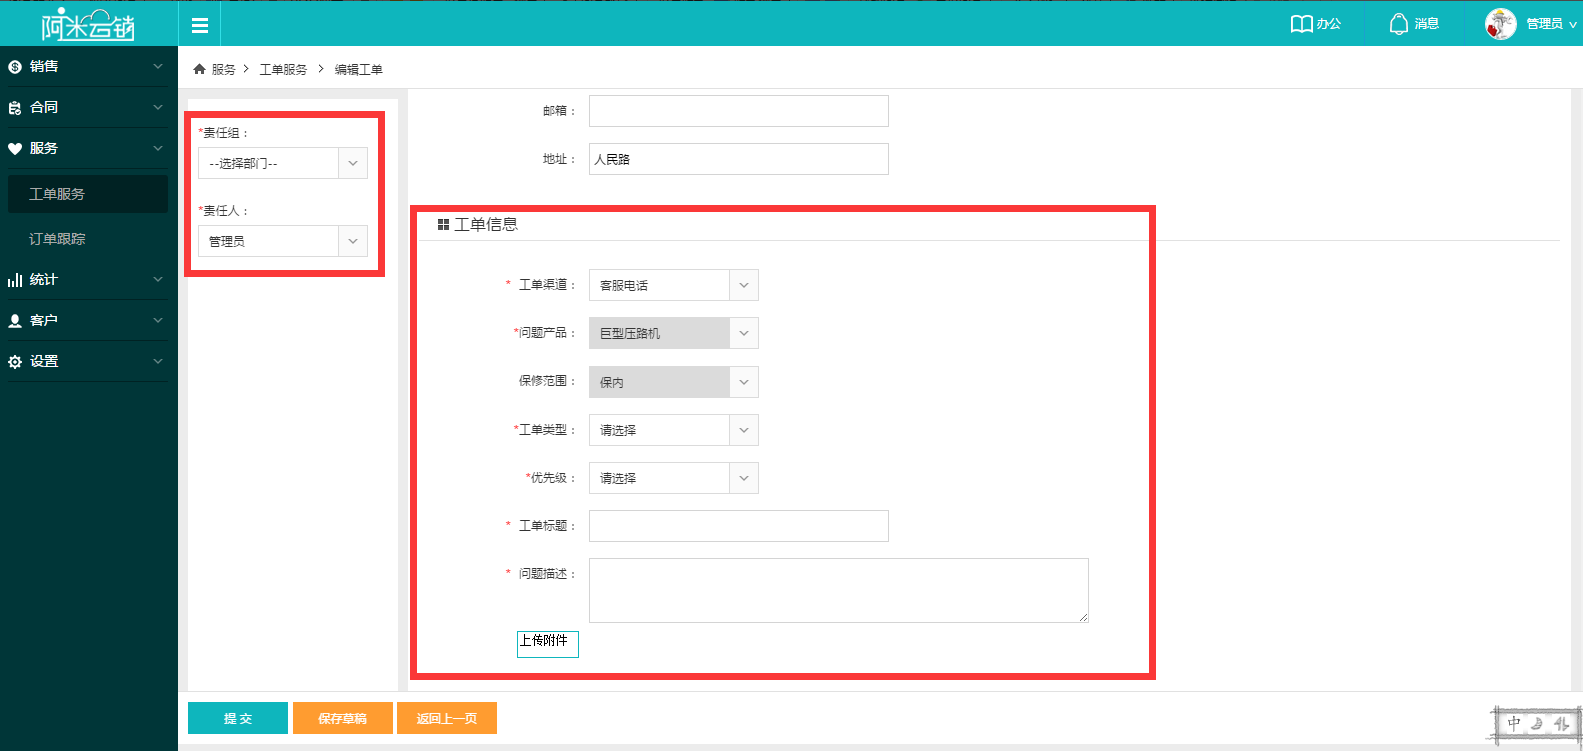 阿米云销
办公
消息
管理员
销售
合同
服务
工单服务
订单跟踪
统计
客户
设置
服务 > 工单服务 > 编辑工单
*责任组：
--选择部门--
*责任人：
管理员
邮箱：
地址： 人民路
工单信息
* 工单渠道： 客服电话
*问题产品： 巨型压路机
保修范围： 保内
*工单类型： 请选择
*优先级： 请选择
* 工单标题：
* 问题描述：
上传附件
提 交
保存草稿
返回上一页
中